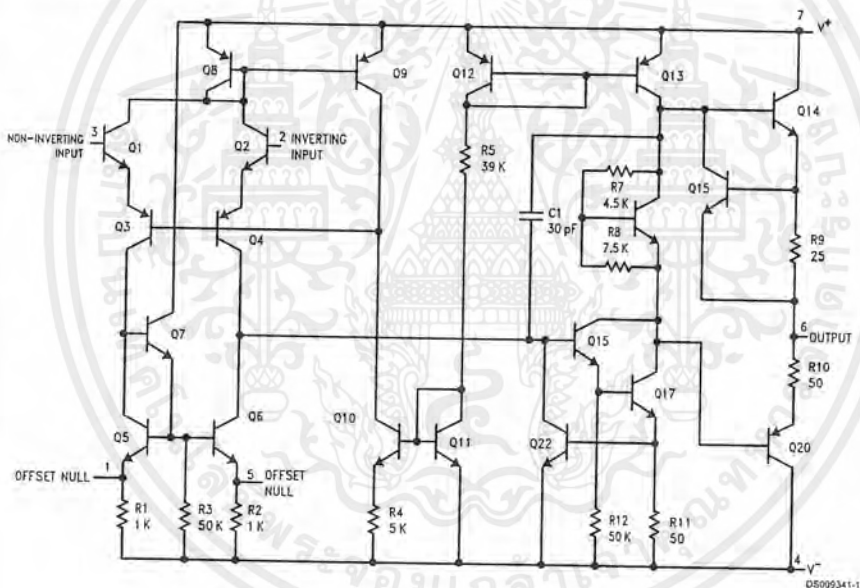 7 V+
Q8
Q9
Q12
Q13
Q14
NON-INVERTING
INPUT
3
Q1
Q2
2 INVERTING
INPUT
R5
39 K
Q15
R7
4.5 K
C1
30 pF
R8
7.5 K
R9
25
Q3
Q4
6
OUTPUT
Q7
Q15
R10
50
Q17
Q5
Q6
Q10
Q11
Q22
Q20
OFFSET NULL
1
5 OFFSET
NULL
R1
1 K
R3
50 K
R2
1 K
R4
5 K
R12
50 K
R11
50
4
V-
DS009341-1